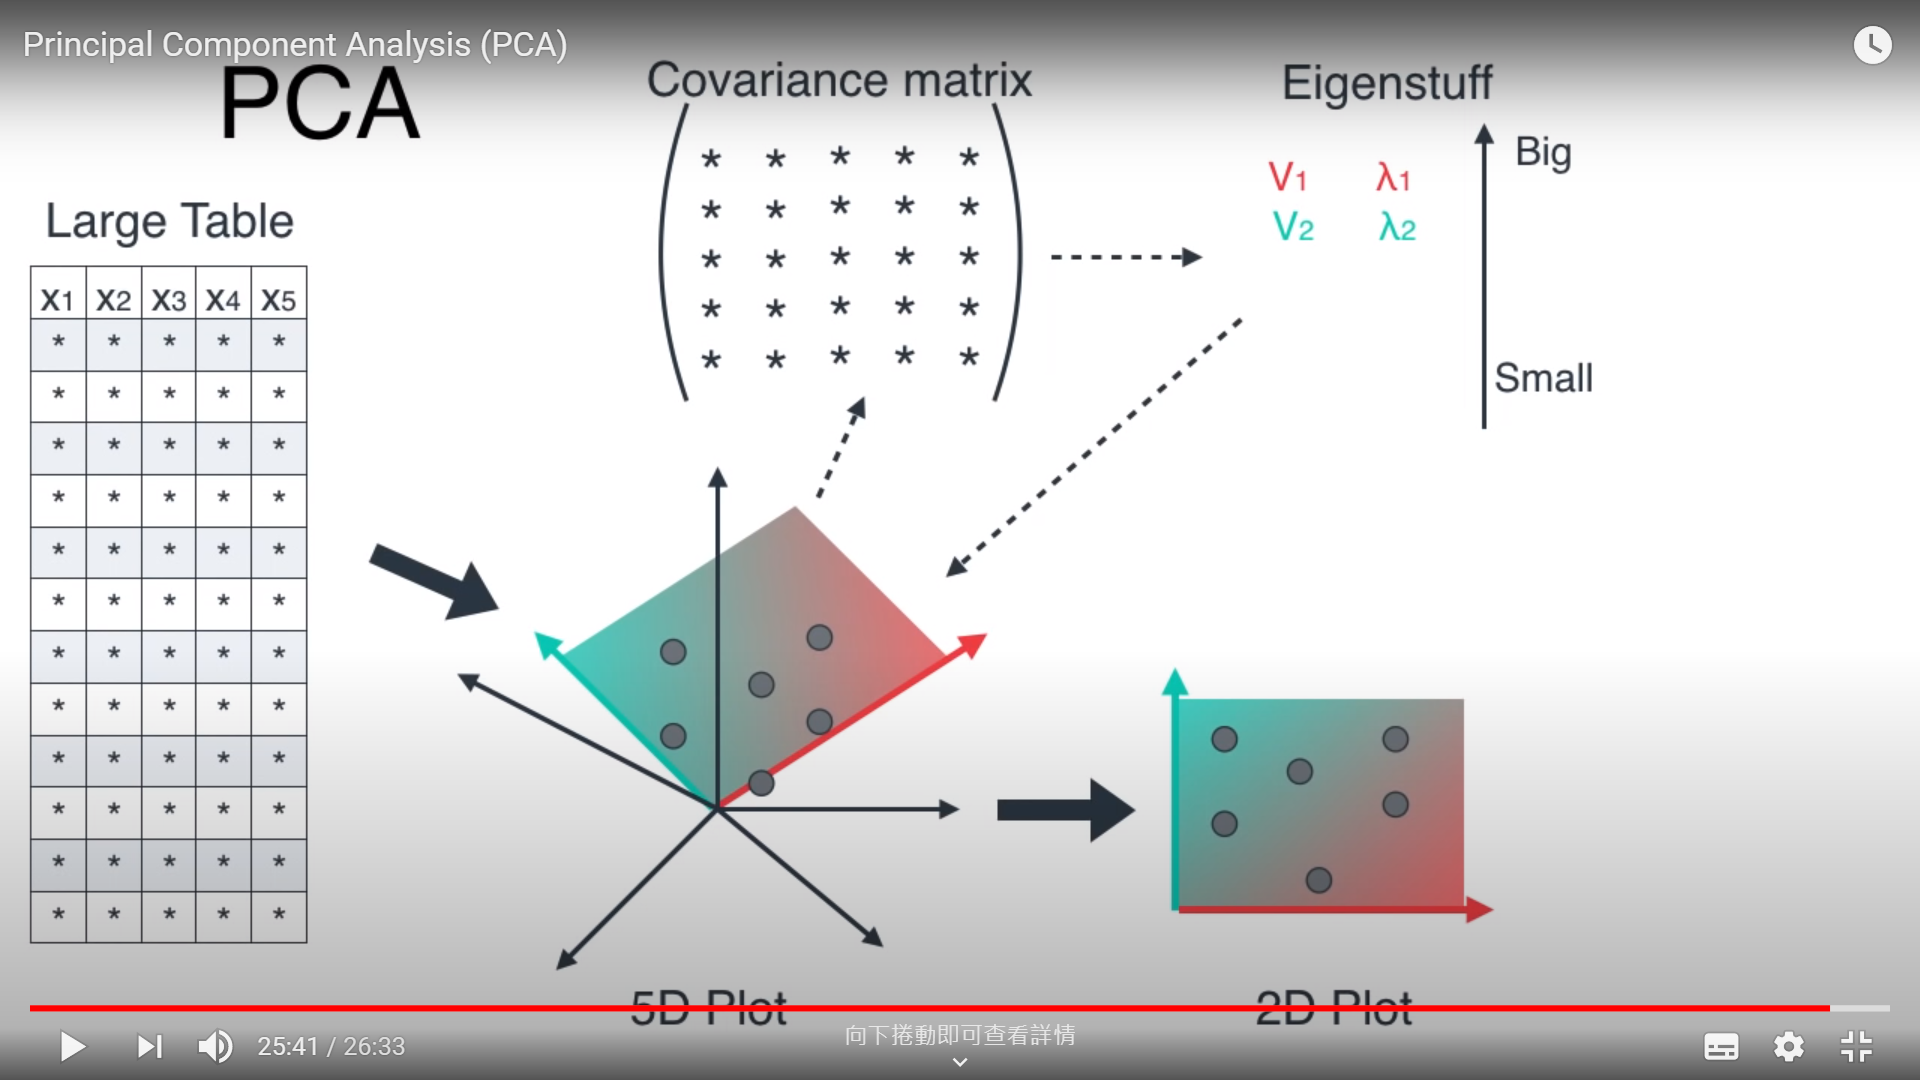 Principal Component Analysis (PCA)
PCA
Covariance matrix
Eigenstuff
* * * * *
* * * * *
* * * * *
* * * * *
* * * * *
V1 λ1
V2 λ2
Big
Small
Large Table
X1 X2 X3 X4 X5
* * * * *
* * * * *
* * * * *
* * * * *
* * * * *
* * * * *
* * * * *
* * * * *
* * * * *
* * * * *
* * * * *
* * * * *
5D Plot
2D Plot
向下捲動即可查看詳情
25:41 / 26:33